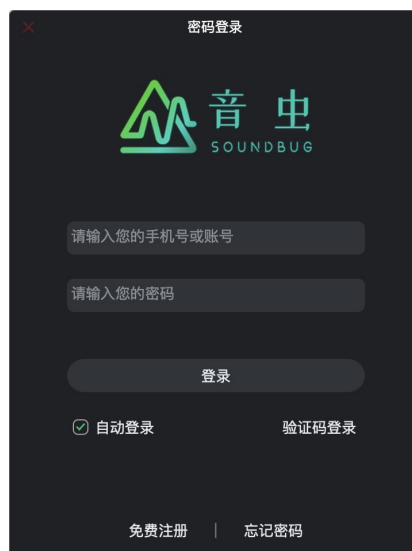 密码登录
音虫
SOUNDBUG
请输入您的手机号或账号
请输入您的密码
登录
自动登录 验证码登录
免费注册 | 忘记密码